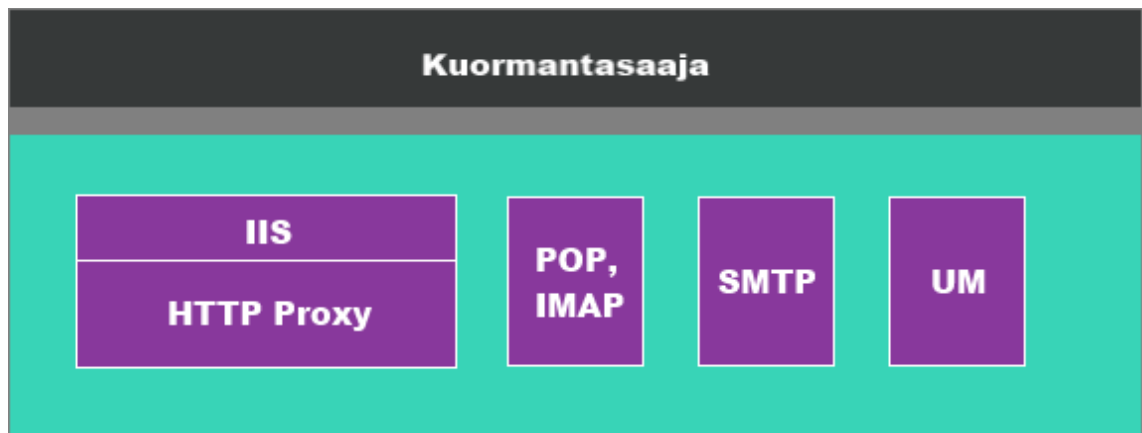 Kuormantasaaja
IIS
HTTP Proxy
POP,
IMAP
SMTP
UM